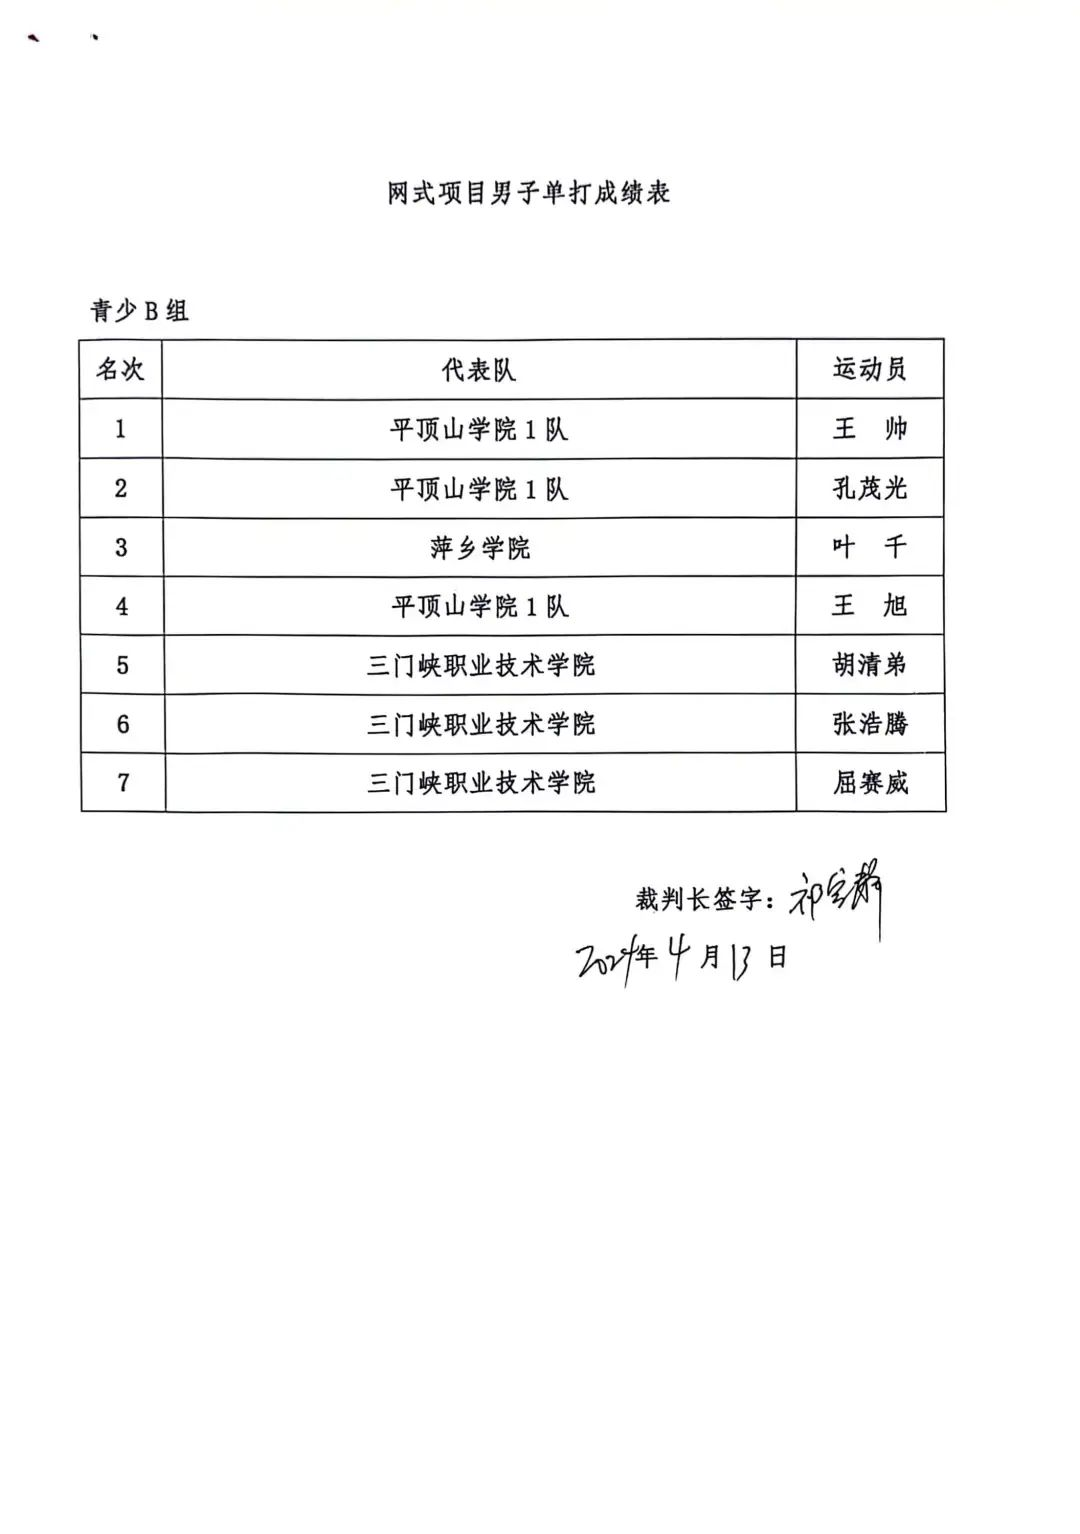 网式项目男子单打成绩表
青少 B 组
名次 代表队 运动员
1 平顶山学院 1 队 王 帅
2 平顶山学院 1 队 孔茂光
3 萍乡学院 叶 千
4 平顶山学院 1 队 王 旭
5 三门峡职业技术学院 胡清弟
6 三门峡职业技术学院 张浩腾
7 三门峡职业技术学院 屈赛威
裁判长签字：祁
2024年 4 月 13 日